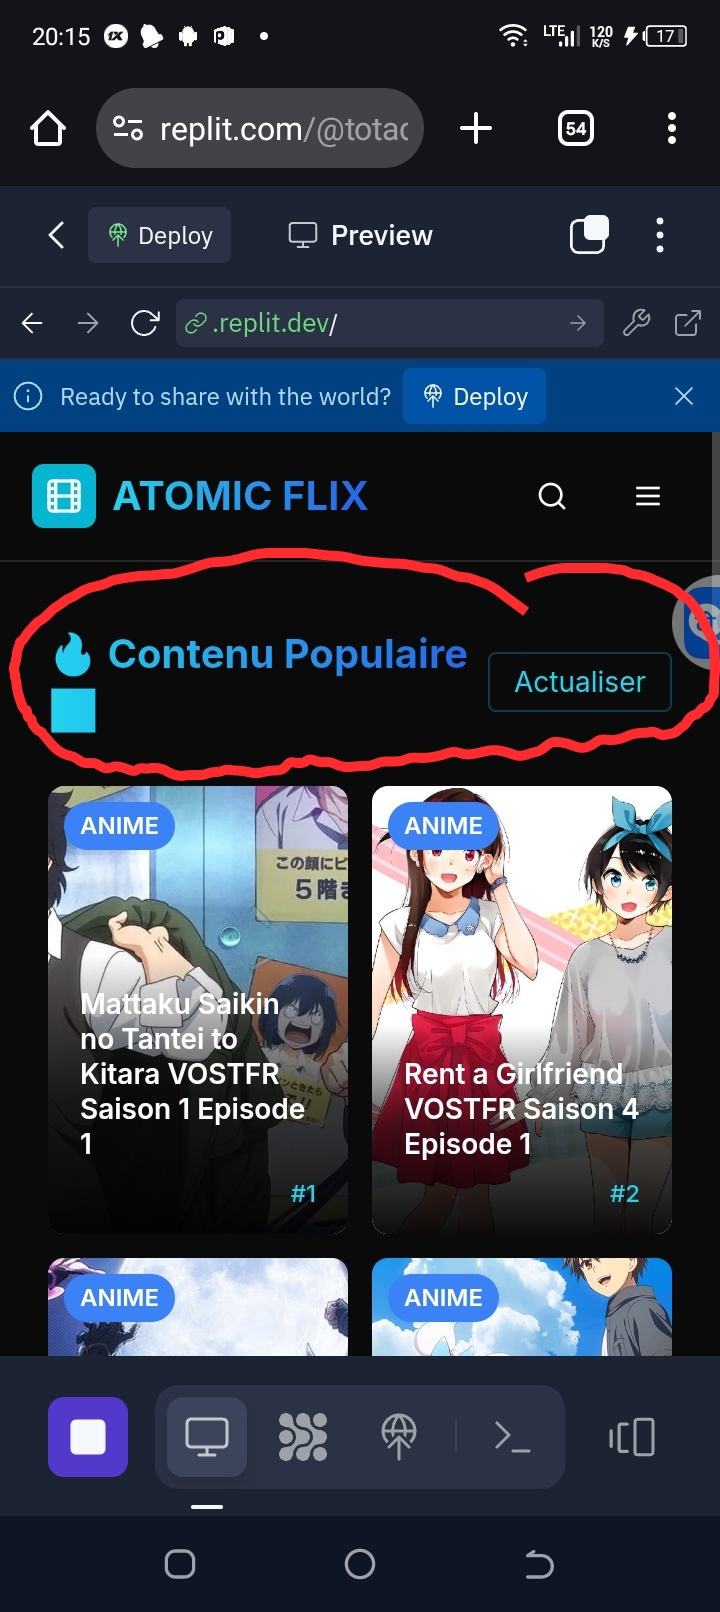 20:15
LTE
120
K/S
17
replit.com/@totac
54
Deploy
Preview
.replit.dev/
Ready to share with the world?
Deploy
ATOMIC FLIX
Contenu Populaire
Actualiser
ANIME
この顔にピ
５階き
Mattaku Saikin
no Tantei to
Kitara VOSTFR
Saison 1 Episode
1
#1
ANIME
Rent a Girlfriend
VOSTFR Saison 4
Episode 1
#2
ANIME
ANIME